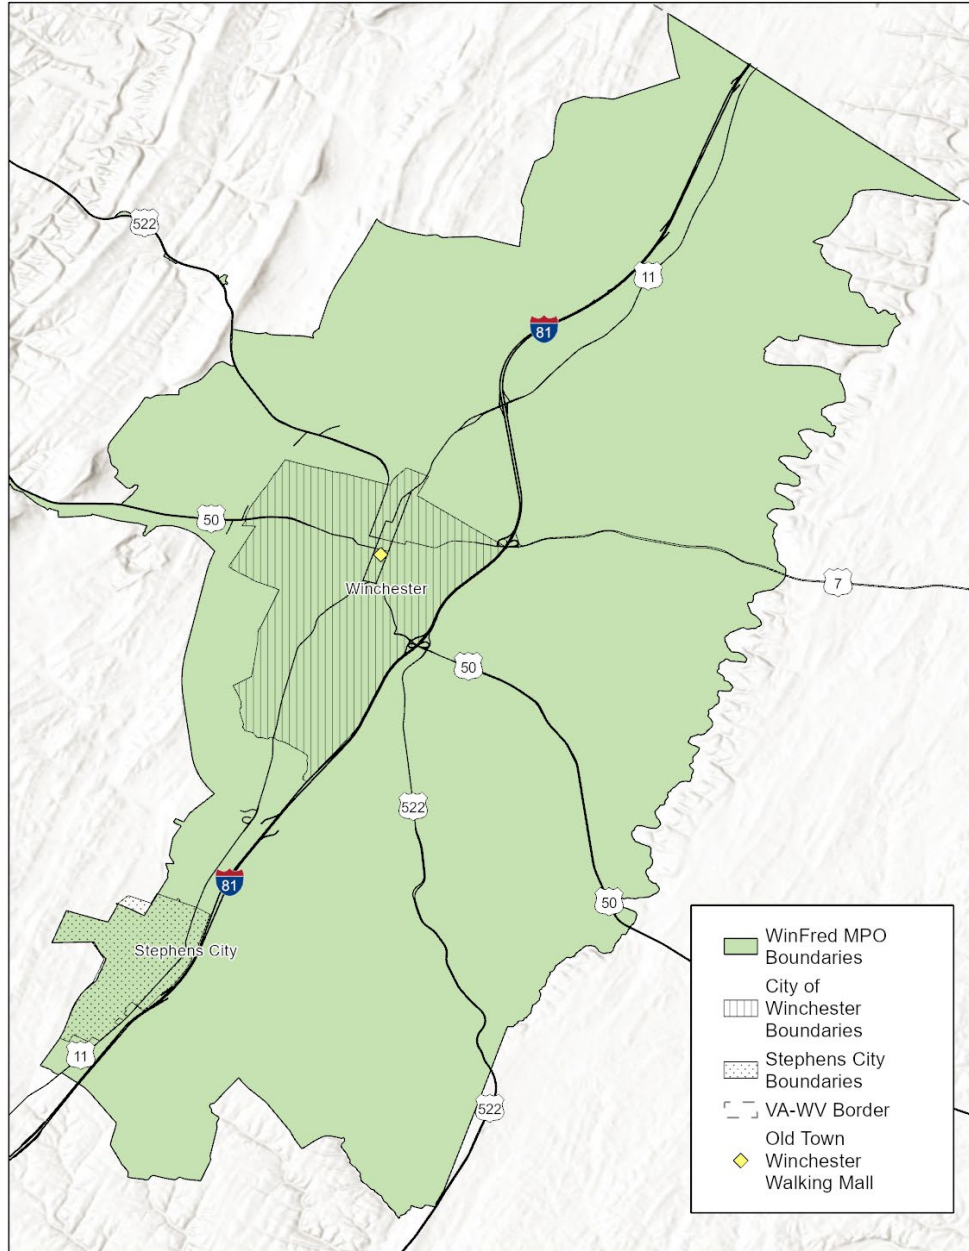 522
11
81
50
Winchester
7
50
522
81
50
Stephens City
11
522
WinFred MPO
Boundaries
City of
Winchester
Boundaries
Stephens City
Boundaries
VA-WV Border
Old Town
Winchester
Walking Mall